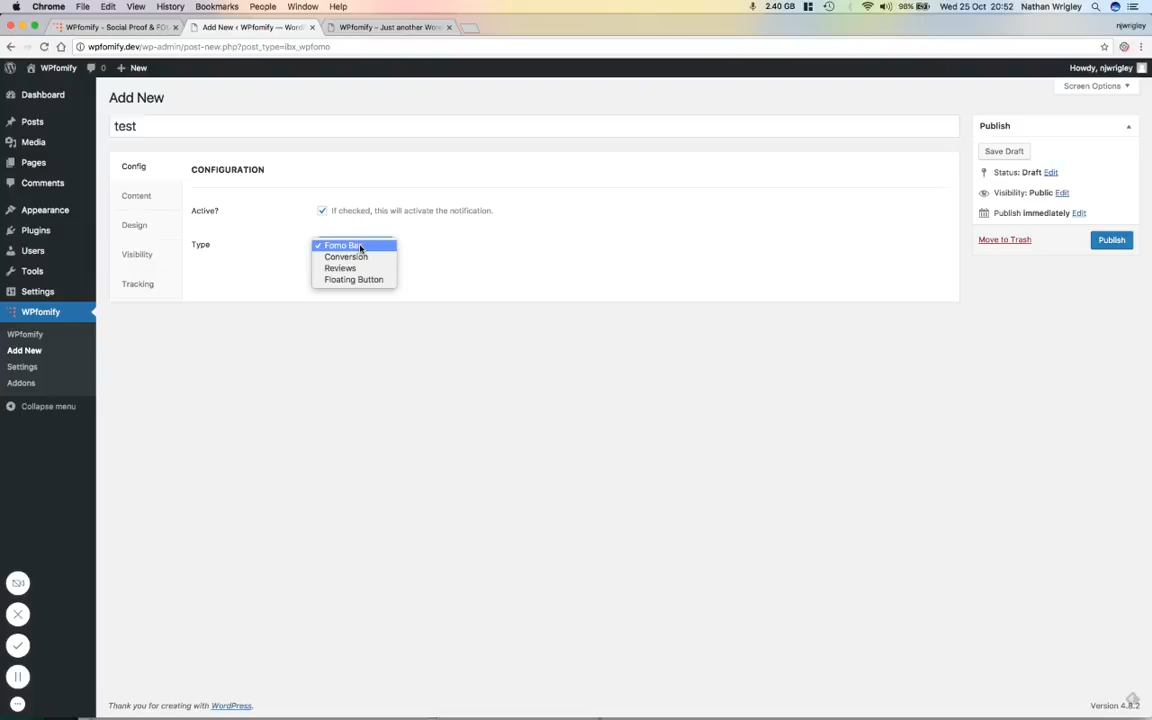 Chrome File Edit View History Bookmarks People Window Help 2.40 GB 98% Wed 25 Oct 20:52 Nathan Wrigley
WPfomify - Social Proof & FO Add New ‹ WPfomify — Word WPfomify – Just another Wor njwrigley
wpfomify.dev/wp-admin/post-new.php?post_type=ibx_wpfomo
WPfomify 0 + New Howdy, njwrigley
Screen Options
Dashboard
Posts
Media
Pages
Comments
Appearance
Plugins
Users
Tools
Settings
WPfomify
WPfomify
Add New
Settings
Addons
Collapse menu
Add New
test
Config
Content
Design
Visibility
Tracking
CONFIGURATION
Active? If checked, this will activate the notification.
Type
Fomo Bar
Conversion
Reviews
Floating Button
Publish
Save Draft
Status: Draft Edit
Visibility: Public Edit
Publish Immediately Edit
Move to Trash Publish
Thank you for creating with WordPress. Version 4.8.2